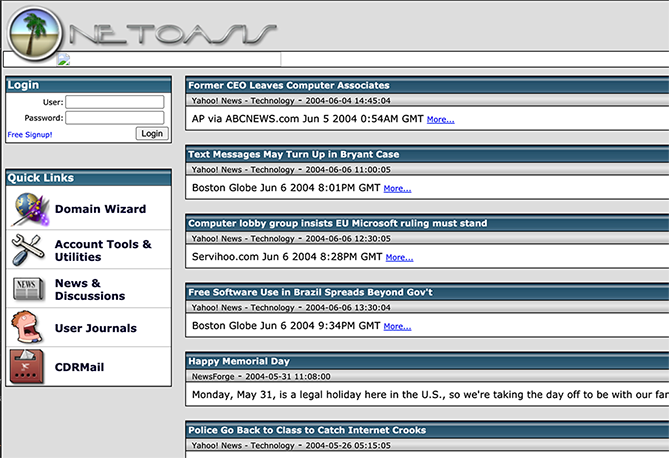 NETOASIS
Login
User:
Password:
Free Signup!
Login
Quick Links
Domain Wizard
Account Tools &
Utilities
NEWS
News &
Discussions
User Journals
CDRMail
Former CEO Leaves Computer Associates
Yahoo! News - Technology - 2004-06-04 14:45:04
AP via ABCNEWS.com Jun 5 2004 0:54AM GMT More...
Text Messages May Turn Up in Bryant Case
Yahoo! News - Technology - 2004-06-06 11:00:05
Boston Globe Jun 6 2004 8:01PM GMT More...
Computer lobby group insists EU Microsoft ruling must stand
Yahoo! News - Technology - 2004-06-06 12:30:05
Servihoo.com Jun 6 2004 8:28PM GMT More...
Free Software Use in Brazil Spreads Beyond Gov't
Yahoo! News - Technology - 2004-06-06 13:30:04
Boston Globe Jun 6 2004 9:34PM GMT More...
Happy Memorial Day
NewsForge - 2004-05-31 11:08:00
Monday, May 31, is a legal holiday here in the U.S., so we're taking the day off to be with our fam
Police Go Back to Class to Catch Internet Crooks
Yahoo! News - Technology - 2004-05-26 05:15:05